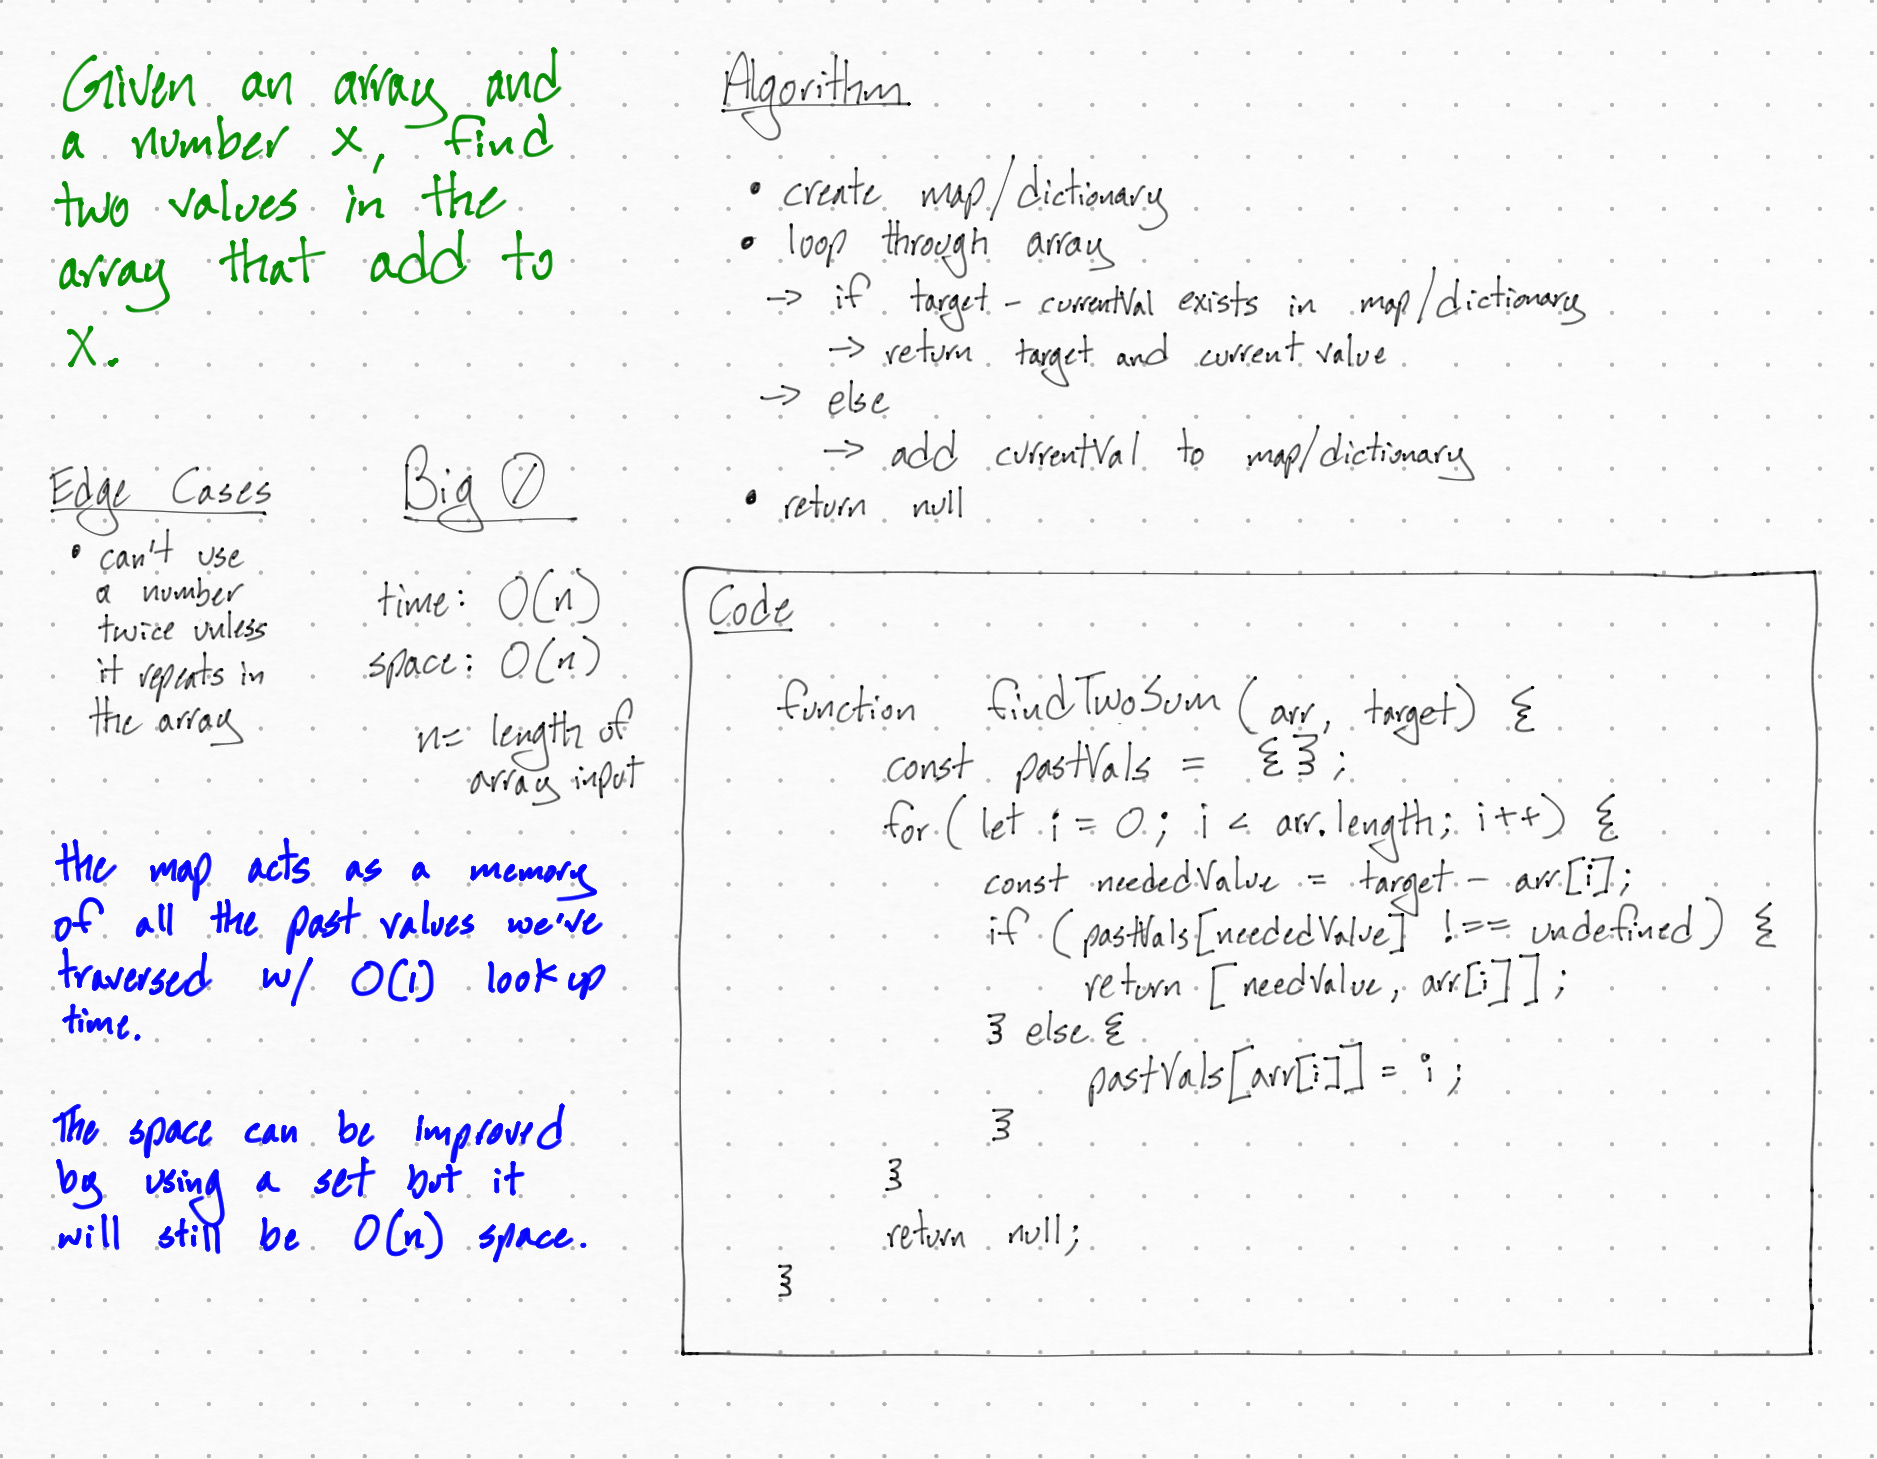 Given an array and
a number x, find
two values in the
array that add to
x.
Edge Cases
• can't use
a number
twice unless
it repeats in
the array
Big O
time: O(n)
space: O(n)
n= length of
array input
the map acts as a memory
of all the past values we've
traversed w/ O(1) look up
time.
The space can be improved
by using a set but it
will still be O(n) space.
Algorithm
• create map/dictionary
• loop through array
→ if target - currentVal exists in map/dictionary
→ return target and current value
→ else
→ add currentVal to map/dictionary
• return null
Code
function findTwoSum (arr, target) {
const pastVals = {};
for (let i = 0; i < arr.length; i++) {
const neededValue = target - arr[i];
if (pastVals[neededValue] !== undefined) {
return [needValue, arr[i]];
} else {
pastVals[arr[i]] = i;
}
}
return null;
}